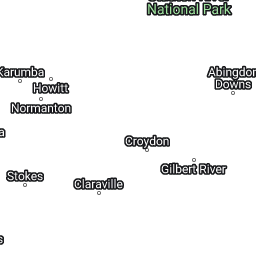 National Park
Karumba
Howitt
Normanton
Abingdon
Downs
Croydon
Gilbert River
Stokes
Claraville